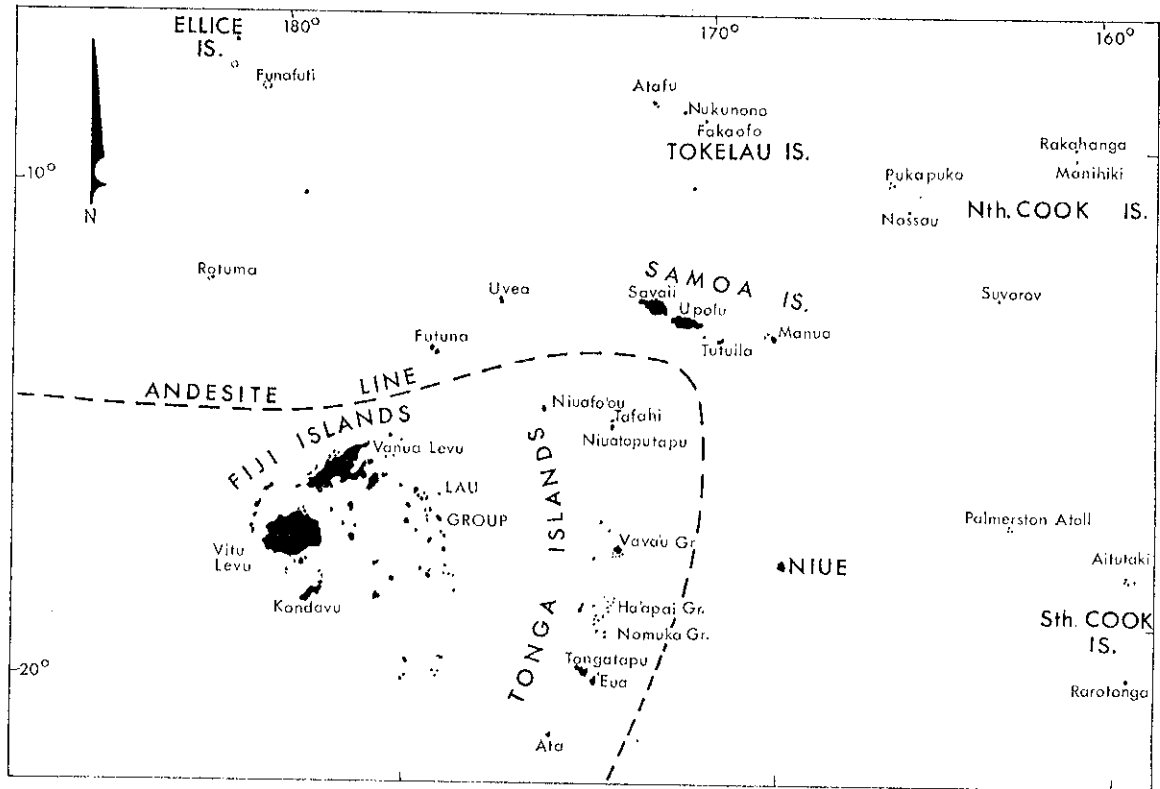 180°
170°
160°
ELLICE
IS.
Funafuti
Atafu
Nukunono
Fakaofo
TOKELAU IS.
Rakahanga
Manihiki
10°
Pukapuka
Nassau
Nth. COOK IS.
N
Rotuma
Uvea
SAMOA IS.
Savaii
Upolu
Suvorov
Futuna
Tutuila
Manua
ANDESITE LINE
Niuafo'ou
Tafahi
Niuatoputapu
FIJI ISLANDS
Vanua Levu
LAU
GROUP
TONGA ISLANDS
Palmerston Atoll
Vitu
Levu
Vava'u Gr.
NIUE
Aitutaki
Kondavu
Ha'apai Gr.
Nomuka Gr.
Sth. COOK
IS.
20°
Tongatapu
Eua
Rarotonga
Ata